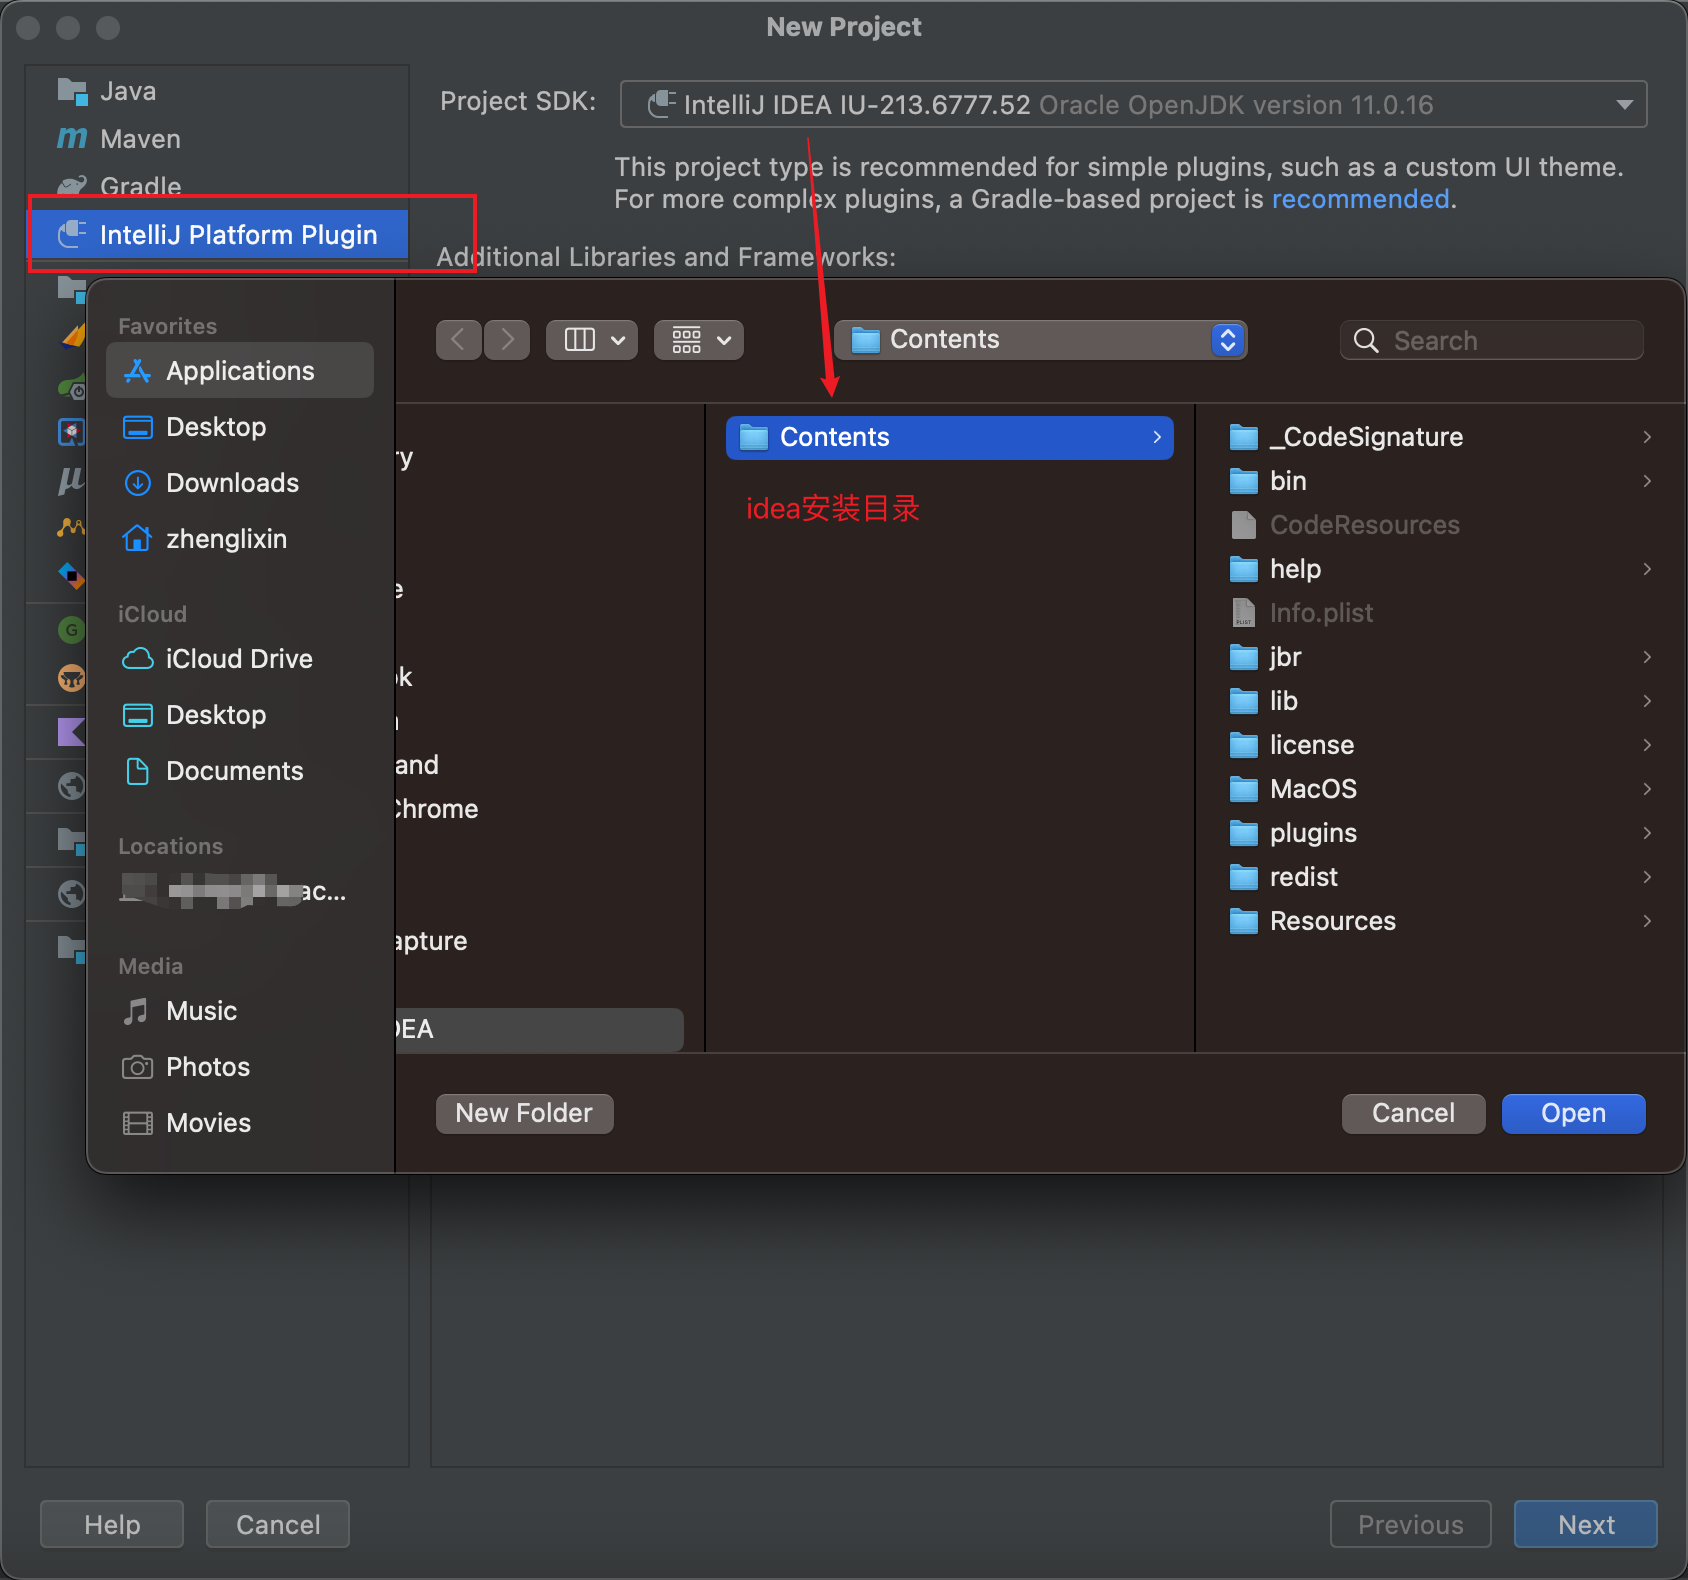 New Project
Java
Maven
Gradle
IntelliJ Platform Plugin
Project SDK:
IntelliJ IDEA IU-213.6777.52 Oracle OpenJDK version 11.0.16
This project type is recommended for simple plugins, such as a custom UI theme.
For more complex plugins, a Gradle-based project is recommended.
Additional Libraries and Frameworks:
Favorites
Applications
Desktop
Downloads
zhenglixin
iCloud
iCloud Drive
Desktop
Documents
Locations
ac...
Media
Music
Photos
Movies
Contents
Search
ry
e
ok
and
Chrome
apture
DEA
Contents
idea安装目录
_CodeSignature
bin
CodeResources
help
Info.plist
jbr
lib
license
MacOS
plugins
redist
Resources
New Folder
Cancel
Open
Help
Cancel
Previous
Next